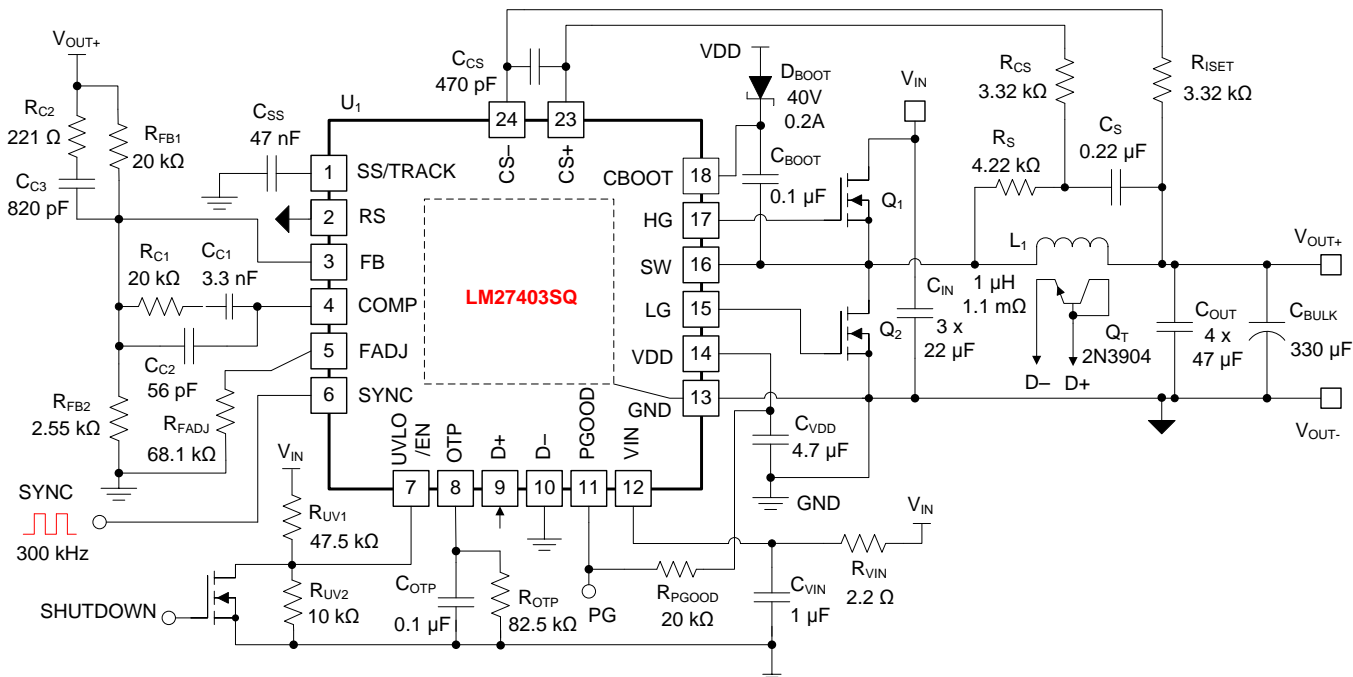 VOUT+
RC2
221 Ω
CC3
820 pF
RFB1
20 kΩ
CSS
47 nF
U1
CCS
470 pF
24
23
CS–
CS+
VDD
DBOOT
40V
0.2A
CBOOT
0.1 µF
VIN
RCS
3.32 kΩ
RISET
3.32 kΩ
RS
4.22 kΩ
CS
0.22 µF
1
SS/TRACK
2
RS
3
FB
4
COMP
5
FADJ
6
SYNC
LM27403SQ
CBOOT
18
HG
17
SW
16
LG
15
VDD
14
GND
13
Q1
Q2
CIN
3 x
22 µF
L1
1 µH
1.1 mΩ
QT
2N3904
D–
D+
COUT
4 x
47 µF
CBULK
330 µF
VOUT+
VOUT-
RC1
20 kΩ
CC1
3.3 nF
CC2
56 pF
RFB2
2.55 kΩ
RFADJ
68.1 kΩ
UVLO
/EN
OTP
D+
D–
PGOOD
VIN
7
8
9
10
11
12
CVDD
4.7 µF
GND
SYNC
300 kHz
VIN
RUV1
47.5 kΩ
SHUTDOWN
RUV2
10 kΩ
COTP
0.1 µF
ROTP
82.5 kΩ
PG
RPGOOD
20 kΩ
CVIN
1 µF
RVIN
2.2 Ω
VIN